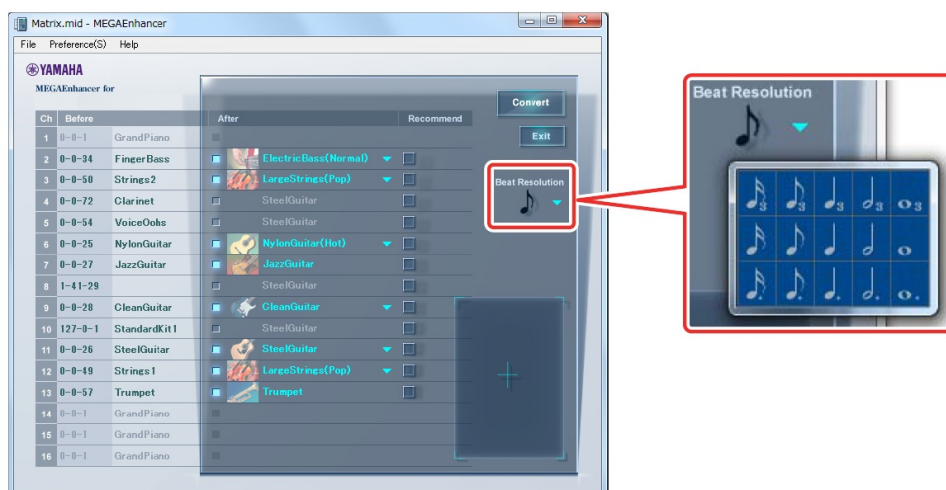 Matrix.mid - MEGAEnhancer
File Preference(S) Help
YAMAHA
MEGAEnhancer for
Convert
Exit
Beat Resolution
Ch Before After Recommend
1 0-0-1 GrandPiano
2 0-0-34 FingerBass ElectricBass(Normal)
3 0-0-50 Strings2 LargeStrings(Pop)
4 0-0-72 Clarinet SteelGuitar
5 0-0-54 VoiceOohs SteelGuitar
6 0-0-25 NylonGuitar NylonGuitar(Hot)
7 0-0-27 JazzGuitar JazzGuitar
8 1-41-29 SteelGuitar
9 0-0-28 CleanGuitar CleanGuitar
10 127-0-1 StandardKit1 SteelGuitar
11 0-0-26 SteelGuitar SteelGuitar
12 0-0-49 Strings1 LargeStrings(Pop)
13 0-0-57 Trumpet Trumpet
14 0-0-1 GrandPiano
15 0-0-1 GrandPiano
16 0-0-1 GrandPiano
Beat Resolution
3 3 3 3 3